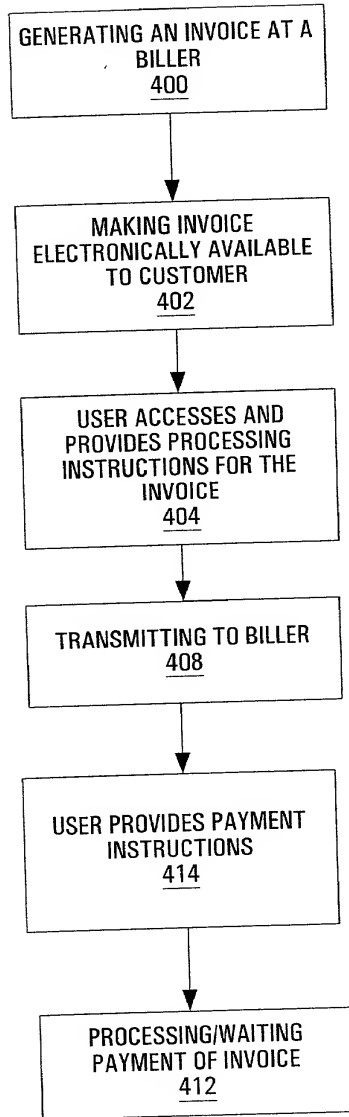 GENERATING AN INVOICE AT A
BILLER
400
MAKING INVOICE
ELECTRONICALLY AVAILABLE
TO CUSTOMER
402
USER ACCESSES AND
PROVIDES PROCESSING
INSTRUCTIONS FOR THE
INVOICE
404
TRANSMITTING TO BILLER
408
USER PROVIDES PAYMENT
INSTRUCTIONS
414
PROCESSING/WAITING
PAYMENT OF INVOICE
412